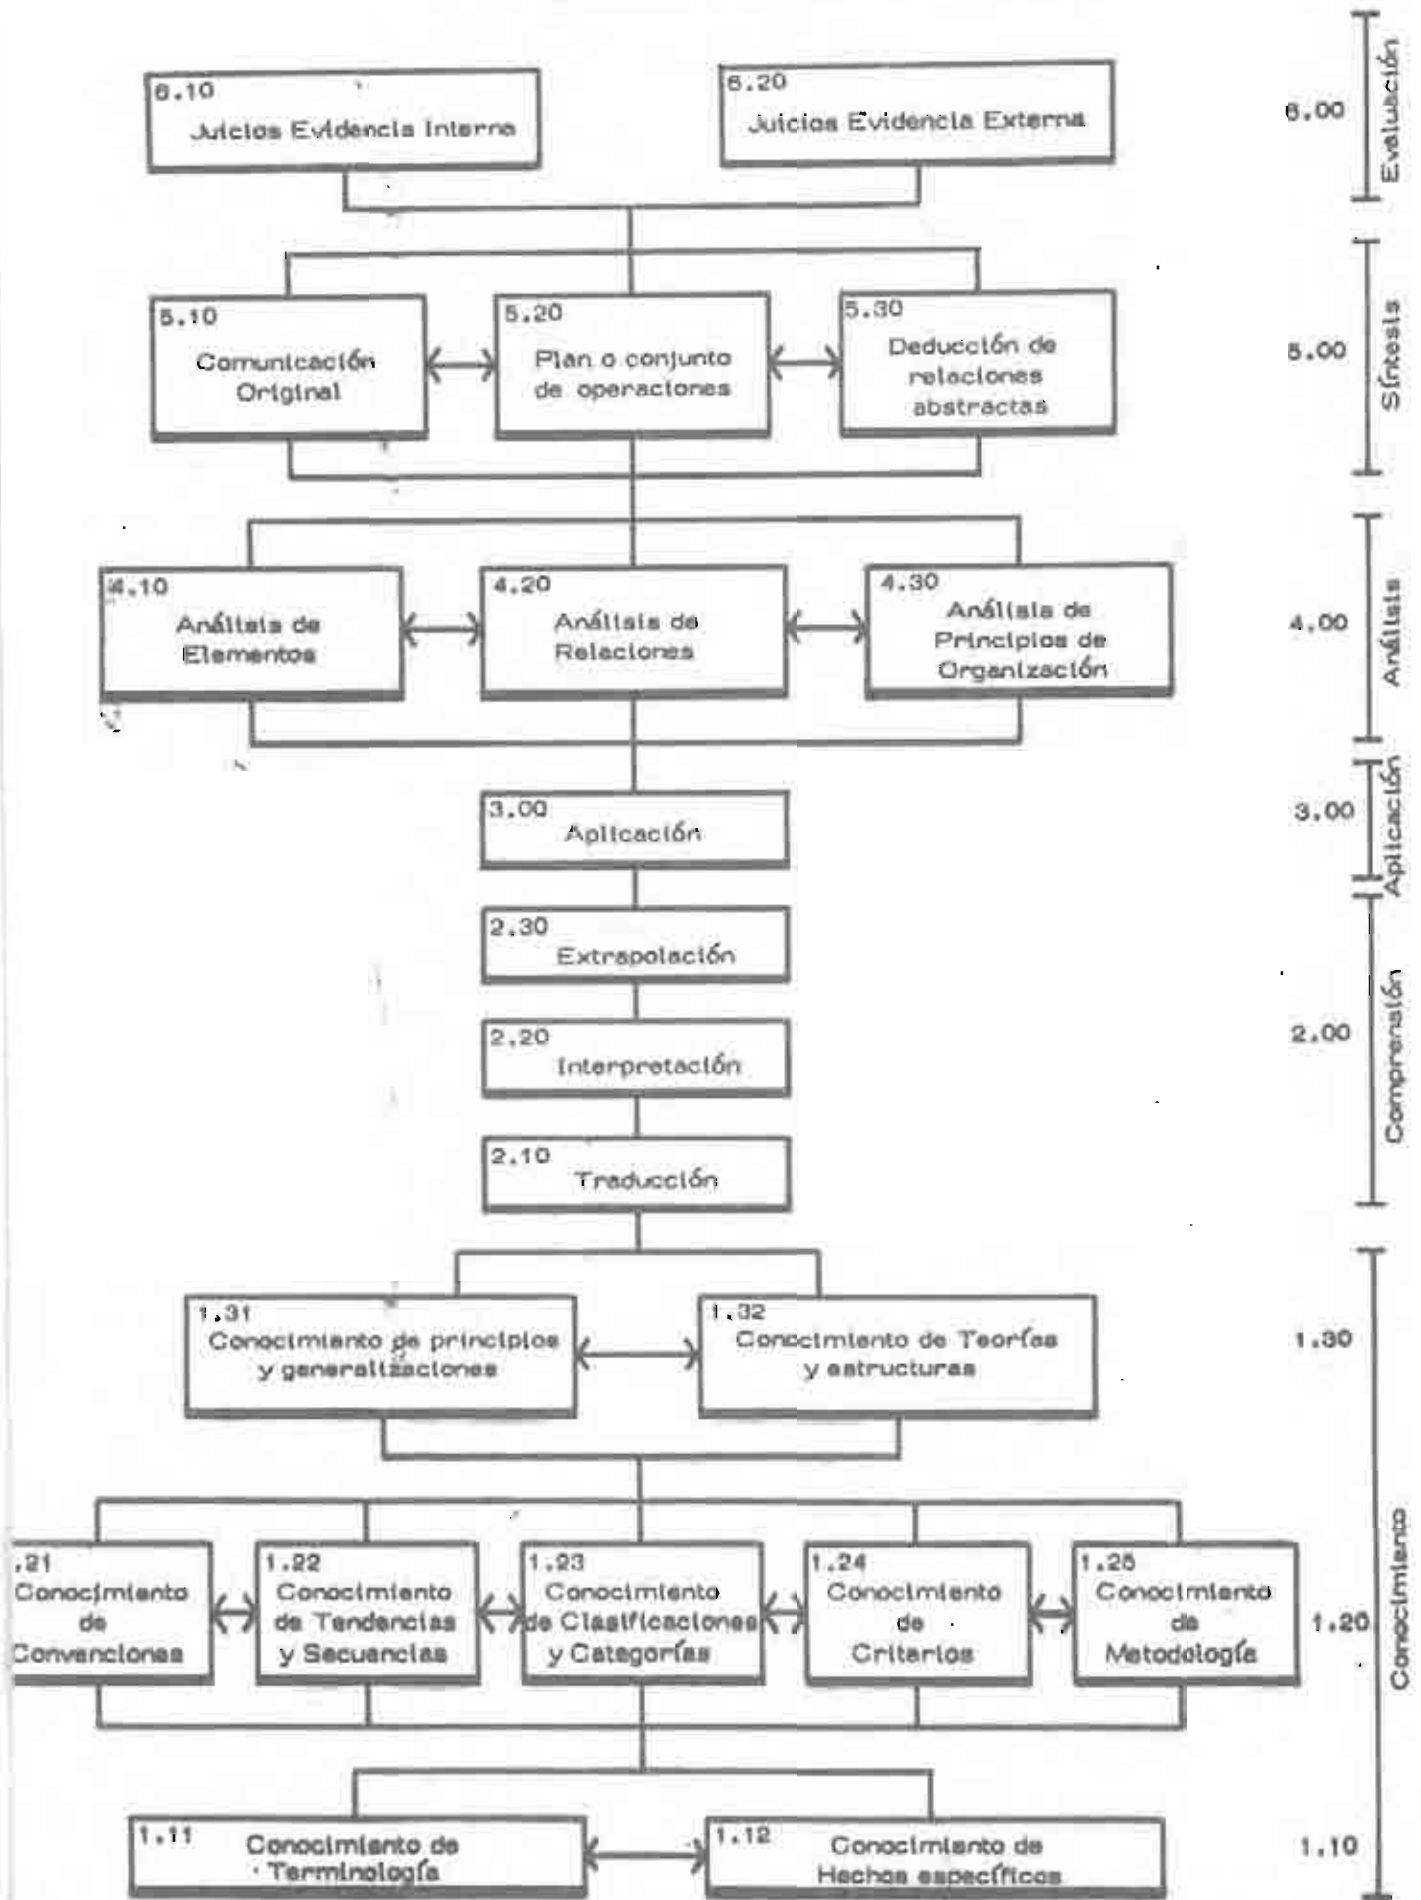 6.10
Juicios Evidencia Interna
6.20
Juicios Evidencia Externa
6.00
Evaluación
5.10
Comunicación
Original
5.20
Plan o conjunto
de operaciones
5.30
Deducción de
relaciones
abstractas
5.00
Síntesis
4.10
Análisis de
Elementos
4.20
Análisis de
Relaciones
4.30
Análisis de
Principios de
Organización
4.00
Análisis
3.00
Aplicación
3.00
Aplicación
2.30
Extrapolación
2.20
Interpretación
2.10
Traducción
2.00
Comprensión
1.31
Conocimiento de principios
y generalizaciones
1.32
Conocimiento de Teorías
y estructuras
1.30
.21
Conocimiento
de
Convenciones
1.22
Conocimiento
de Tendencias
y Secuencias
1.23
Conocimiento
de Clasificaciones
y Categorías
1.24
Conocimiento
de
Criterios
1.25
Conocimiento
de
Metodología
1.20
Conocimiento
1.11
Conocimiento de
Terminología
1.12
Conocimiento de
Hechos específicos
1.10